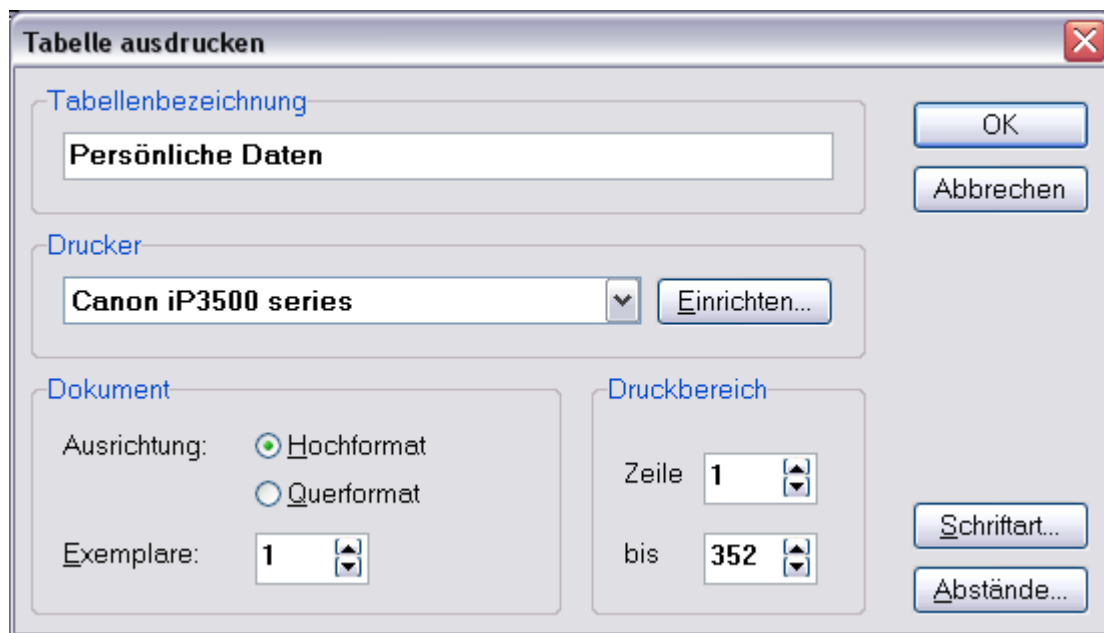 Tabelle ausdrucken
Tabellenbezeichnung
Persönliche Daten
OK
Abbrechen
Drucker
Canon iP3500 series
Einrichten...
Dokument
Ausrichtung:
Hochformat
Querformat
Exemplare:
1
Druckbereich
Zeile
1
bis
352
Schriftart...
Abstände...